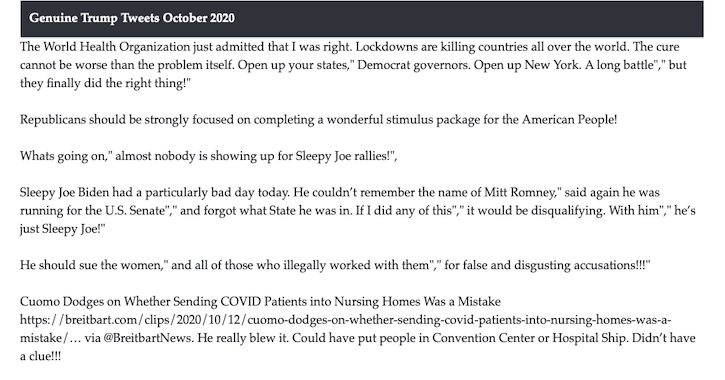 Genuine Trump Tweets October 2020
The World Health Organization just admitted that I was right. Lockdowns are killing countries all over the world. The cure
cannot be worse than the problem itself. Open up your states," Democrat governors. Open up New York. A long battle"," but
they finally did the right thing!"
Republicans should be strongly focused on completing a wonderful stimulus package for the American People!
Whats going on," almost nobody is showing up for Sleepy Joe rallies!",
Sleepy Joe Biden had a particularly bad day today. He couldn't remember the name of Mitt Romney," said again he was
running for the U.S. Senate"," and forgot what State he was in. If I did any of this"," it would be disqualifying. With him"," he's
just Sleepy Joe!"
He should sue the women," and all of those who illegally worked with them"," for false and disgusting accusations!!!"
Cuomo Dodges on Whether Sending COVID Patients into Nursing Homes Was a Mistake
https://breitbart.com/clips/2020/10/12/cuomo-dodges-on-whether-sending-covid-patients-into-nursing-homes-was-a-
mistake/… via @BreitbartNews. He really blew it. Could have put people in Convention Center or Hospital Ship. Didn't have
a clue!!!